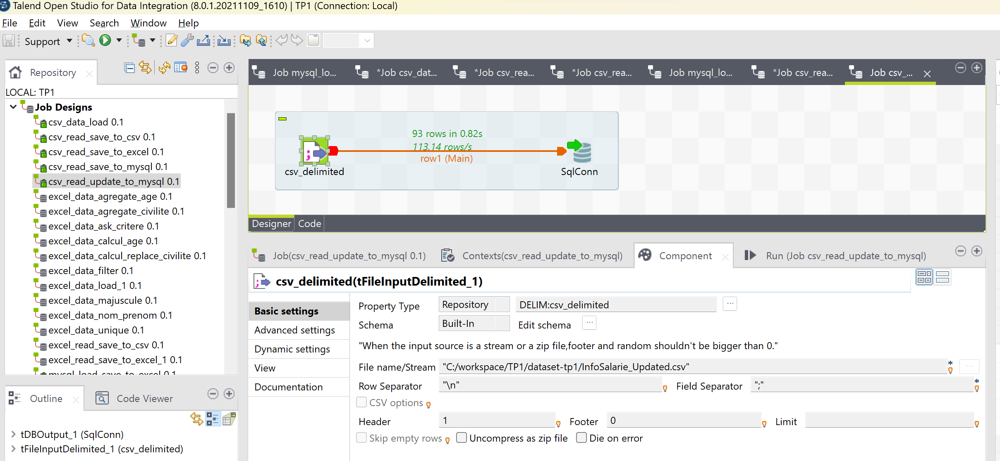 Talend Open Studio for Data Integration (8.0.1.20211109_1610) | TP1 (Connection: Local)
File Edit View Search Window Help
Support
Repository
LOCAL: TP1
Job Designs
csv_data_load 0.1
csv_read_save_to_csv 0.1
csv_read_save_to_excel 0.1
csv_read_save_to_mysql 0.1
csv_read_update_to_mysql 0.1
excel_data_agregate_age 0.1
excel_data_agregate_civilite 0.1
excel_data_ask_critere 0.1
excel_data_calcul_age 0.1
excel_data_calcul_replace_civilite 0.1
excel_data_filter 0.1
excel_data_load_1 0.1
excel_data_majuscule 0.1
excel_data_nom_prenom 0.1
excel_data_unique 0.1
excel_read_save_to_csv 0.1
excel_read_save_to_excel_1 0.1
mysql_load_save_to_excel 0.1
Outline Code Viewer
tDBOutput_1 (SqlConn)
tFileInputDelimited_1 (csv_delimited)
Job mysql_lo... *Job csv_dat... *Job csv_rea... *Job csv_rea... Job mysql_lo... *Job csv_rea... Job csv_...
93 rows in 0.82s
113.14 rows/s
row1 (Main)
csv_delimited SqlConn
Designer Code
Job(csv_read_update_to_mysql 0.1) Contexts(csv_read_update_to_mysql) Component Run (Job csv_read_update_to_mysql)
csv_delimited(tFileInputDelimited_1)
Basic settings
Advanced settings
Dynamic settings
View
Documentation
Property Type Repository DELIM:csv_delimited ...
Schema Built-In Edit schema ...
"When the input source is a stream or a zip file,footer and random shouldn't be bigger than 0."
File name/Stream "C:/workspace/TP1/dataset-tp1/InfoSalarie_Updated.csv" * ...
Row Separator "\n" Field Separator ";" *
CSV options
Header 1 Footer 0 Limit
Skip empty rows Uncompress as zip file Die on error